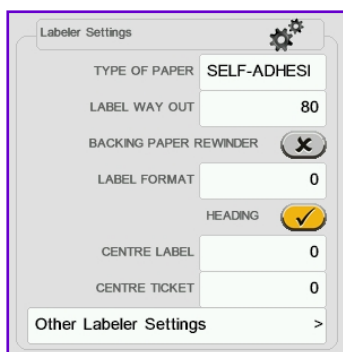 Labeler Settings
TYPE OF PAPER SELF-ADHESI
LABEL WAY OUT 80
BACKING PAPER REWINDER
LABEL FORMAT 0
HEADING
CENTRE LABEL 0
CENTRE TICKET 0
Other Labeler Settings >